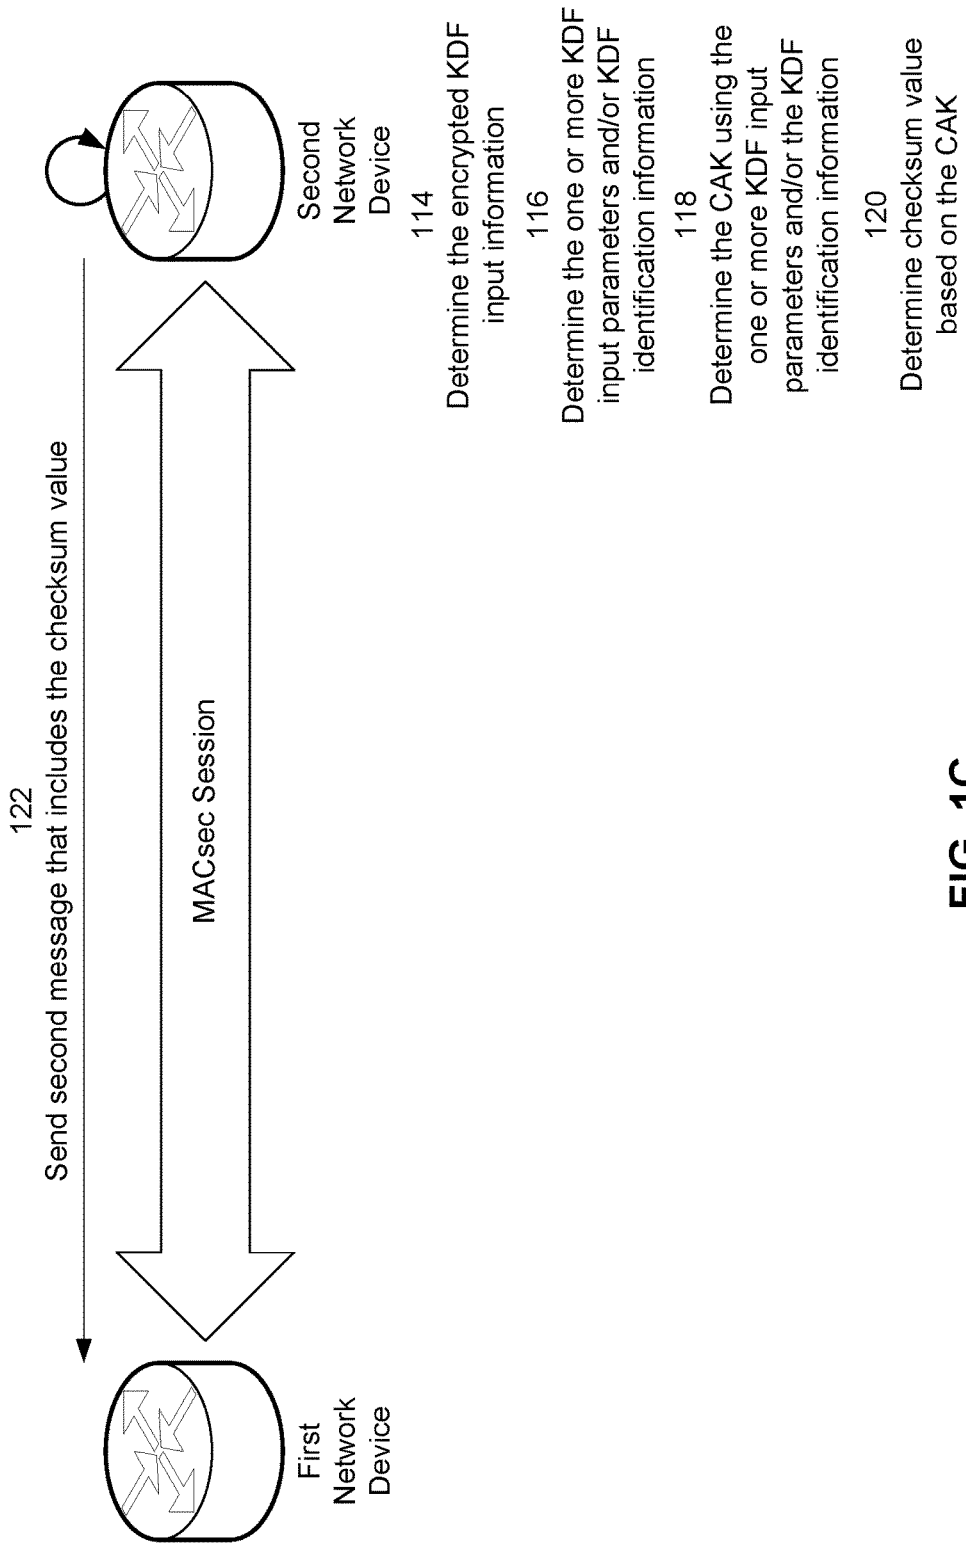 122
Send second message that includes the checksum value
MACsec Session
First
Network
Device
Second
Network
Device
114
Determine the encrypted KDF
input information
116
Determine the one or more KDF
input parameters and/or KDF
identification information
118
Determine the CAK using the
one or more KDF input
parameters and/or the KDF
identification information
120
Determine checksum value
based on the CAK
FIG. 1C